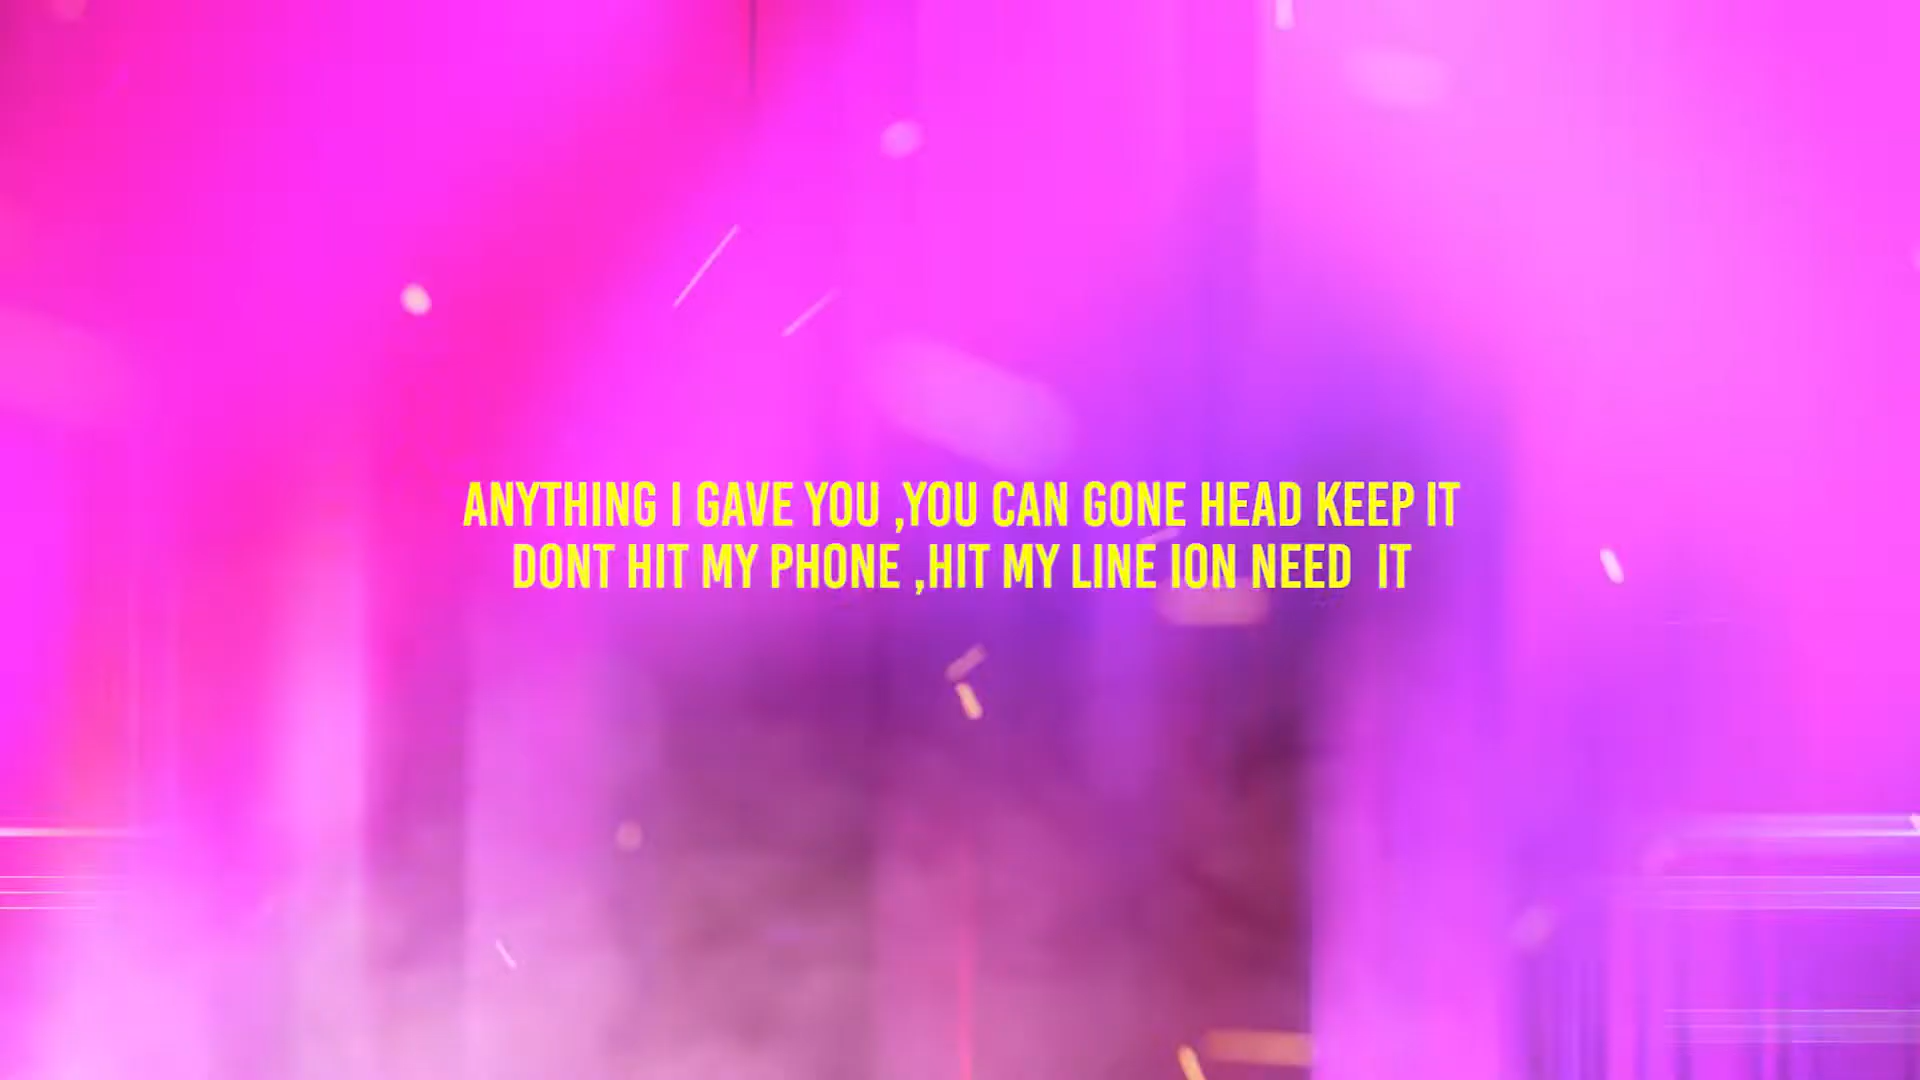 ANYTHING I GAVE YOU ,YOU CAN GONE HEAD KEEP IT
DONT HIT MY PHONE ,HIT MY LINE ION NEED  IT